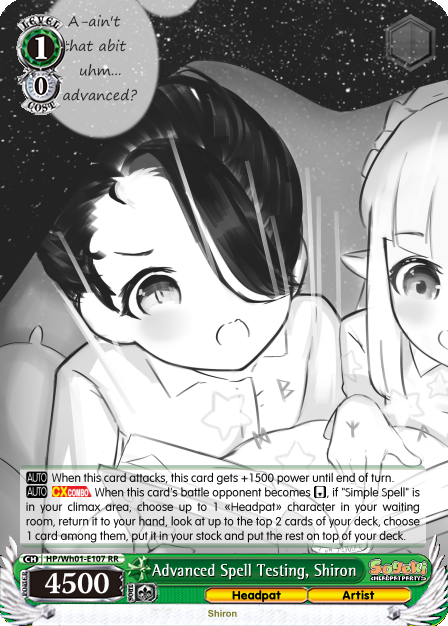 LEVEL
1
0
COST
A-ain't
that abit
uhm...
advanced?
AUTO When this card attacks, this card gets +1500 power until end of turn.
AUTO CXCOMBO When this card's battle opponent becomes [ ], if "Simple Spell" is
in your climax area, choose up to 1 «Headpat» character in your waiting
room, return it to your hand, look at up to the top 2 cards of your deck, choose
1 card among them, put it in your stock and put the rest on top of your deck.
CH HP/Wh01-E107 RR
POWER
4500
SOUL
Advanced Spell Testing, Shiron
HEADPATPARTY
Headpat
Artist
Shiron
ᛒ
ᛗ
ᛉ